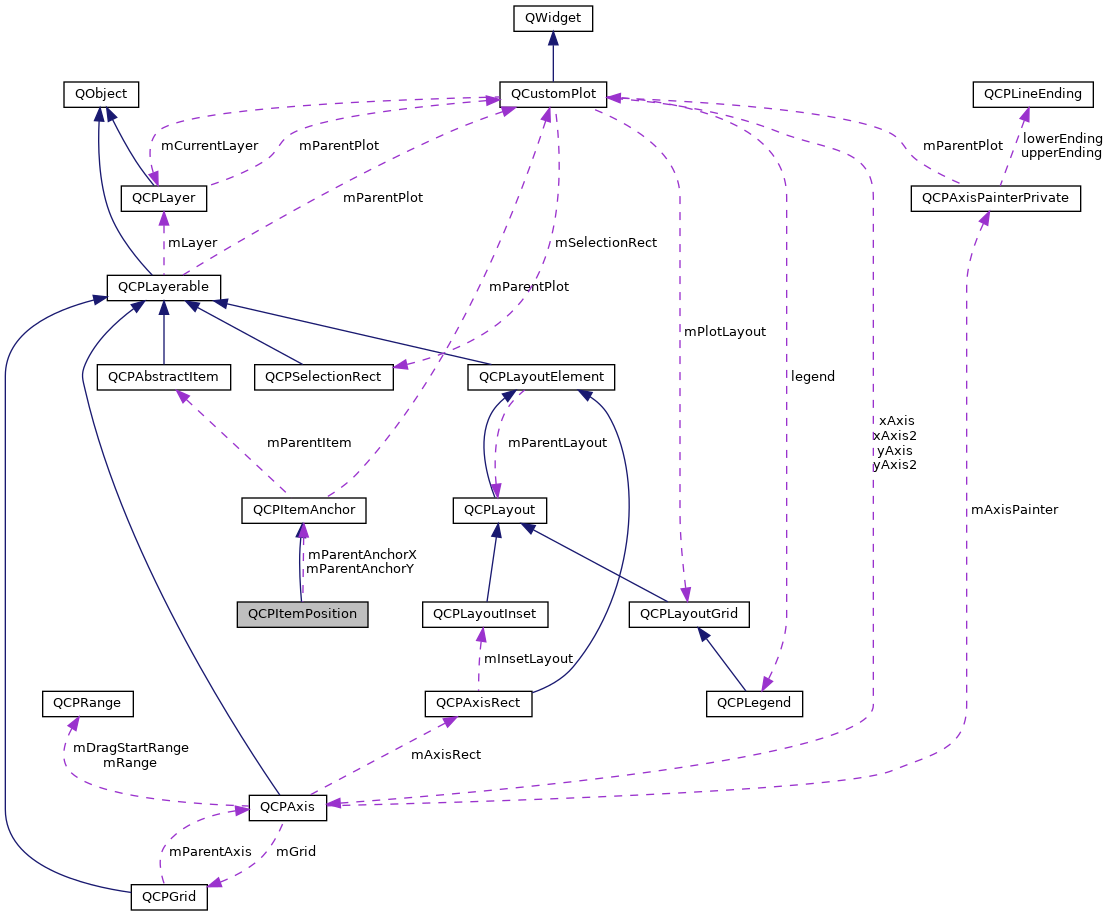 QWidget
QObject
QCustomPlot
QCPLineEnding
mCurrentLayer
mParentPlot
mParentPlot
lowerEnding
upperEnding
QCPLayer
mParentPlot
QCPAxisPainterPrivate
mLayer
mSelectionRect
QCPLayerable
mParentPlot
mPlotLayout
QCPAbstractItem
QCPSelectionRect
QCPLayoutElement
legend
xAxis
xAxis2
yAxis
yAxis2
mParentItem
mParentLayout
QCPItemAnchor
QCPLayout
mAxisPainter
mParentAnchorX
mParentAnchorY
QCPItemPosition
QCPLayoutInset
QCPLayoutGrid
mInsetLayout
QCPRange
QCPAxisRect
QCPLegend
mDragStartRange
mRange
mAxisRect
QCPAxis
mParentAxis
mGrid
QCPGrid